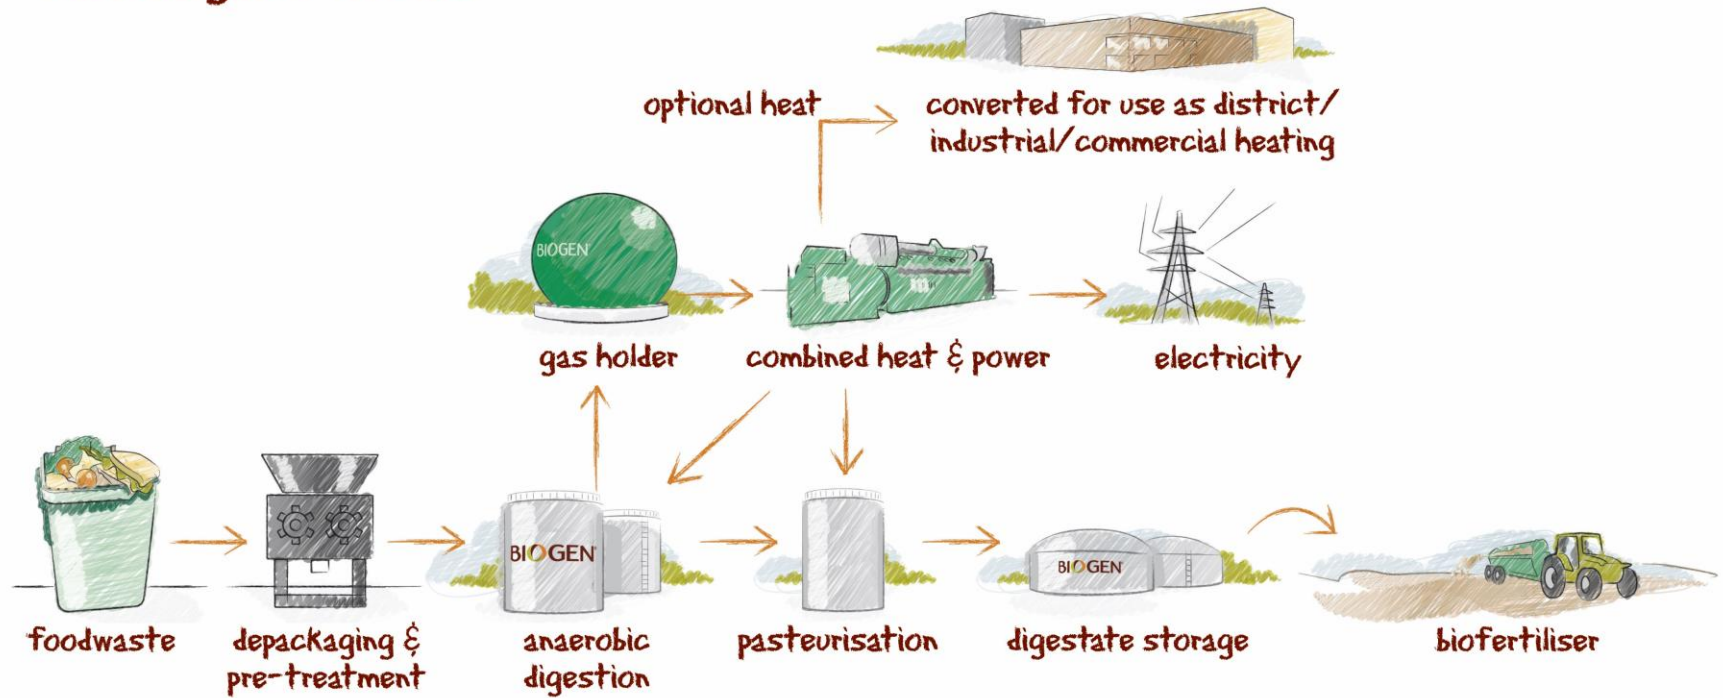 optional heat
converted for use as district/
industrial/commercial heating
BIOGEN
gas holder
combined heat & power
electricity
BIOGEN
BIOGEN
foodwaste
depackaging &
pre-treatment
anaerobic
digestion
pasteurisation
digestate storage
biofertiliser